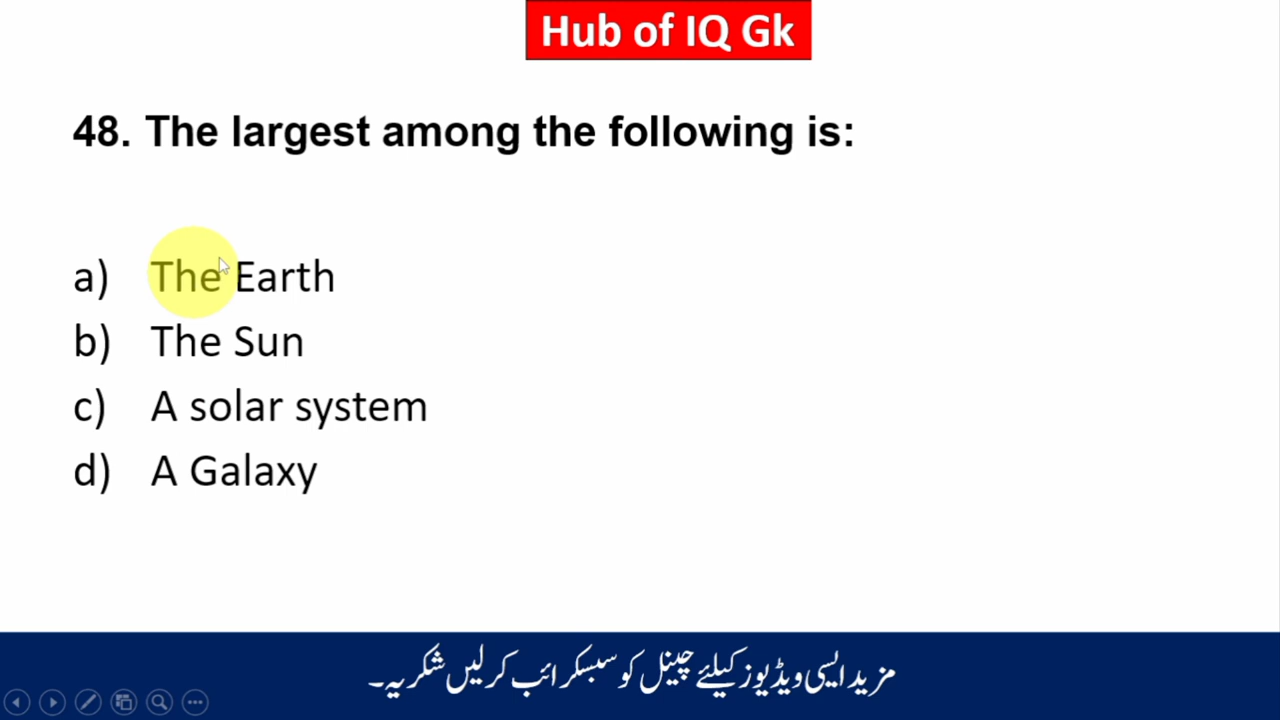 Hub of IQ Gk
48. The largest among the following is:
a) The Earth
b) The Sun
c) A solar system
d) A Galaxy
مزید ایسی ویڈیوز کیلئے چینل کو سبسکرائب کر لیں شکریہ۔